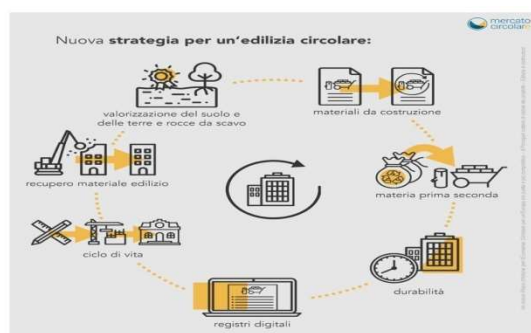 mercato
circolare
Nuova strategia per un'edilizia circolare:
valorizzazione del suolo e
delle terre e rocce da scavo
materiali da costruzione
recupero materiale edilizio
materia prima seconda
ciclo di vita
durabilità
registri digitali